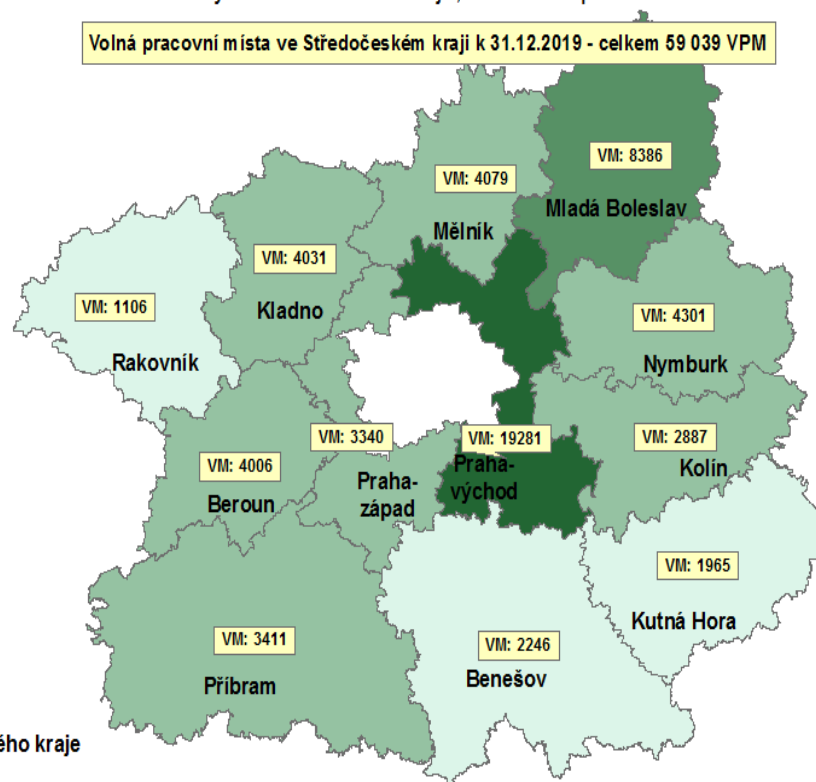 Volná pracovní místa ve Středočeském kraji k 31.12.2019 - celkem 59 039 VPM
VM: 8386
Mladá Boleslav
VM: 4079
Mělník
VM: 4031
Kladno
VM: 1106
Rakovník
VM: 4301
Nymburk
VM: 3340
Praha-
západ
VM: 19281
Praha-
východ
VM: 2887
Kolín
VM: 4006
Beroun
VM: 1965
Kutná Hora
VM: 3411
Příbram
VM: 2246
Benešov
ého kraje